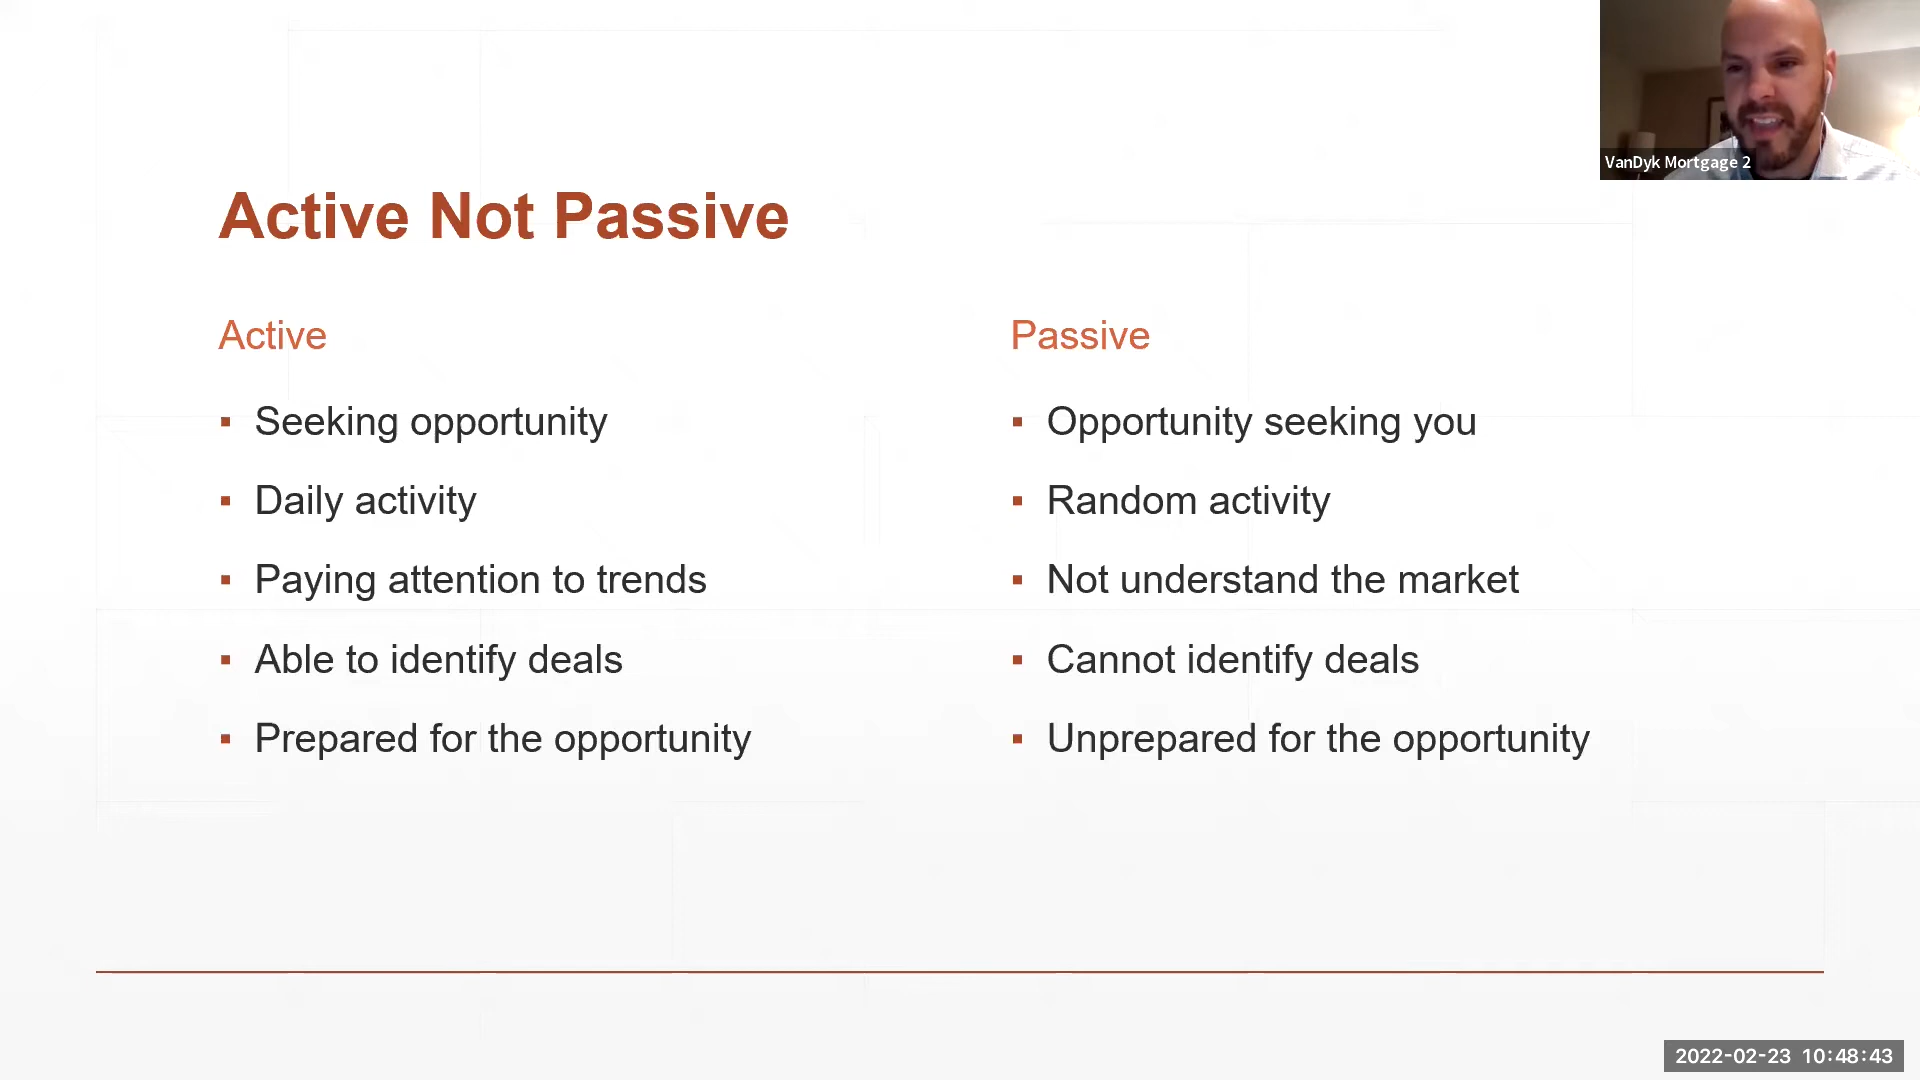 VanDyk Mortgage 2
Active Not Passive
Active
▪ Seeking opportunity
▪ Daily activity
▪ Paying attention to trends
▪ Able to identify deals
▪ Prepared for the opportunity
Passive
▪ Opportunity seeking you
▪ Random activity
▪ Not understand the market
▪ Cannot identify deals
▪ Unprepared for the opportunity
2022-02-23 10:48:43